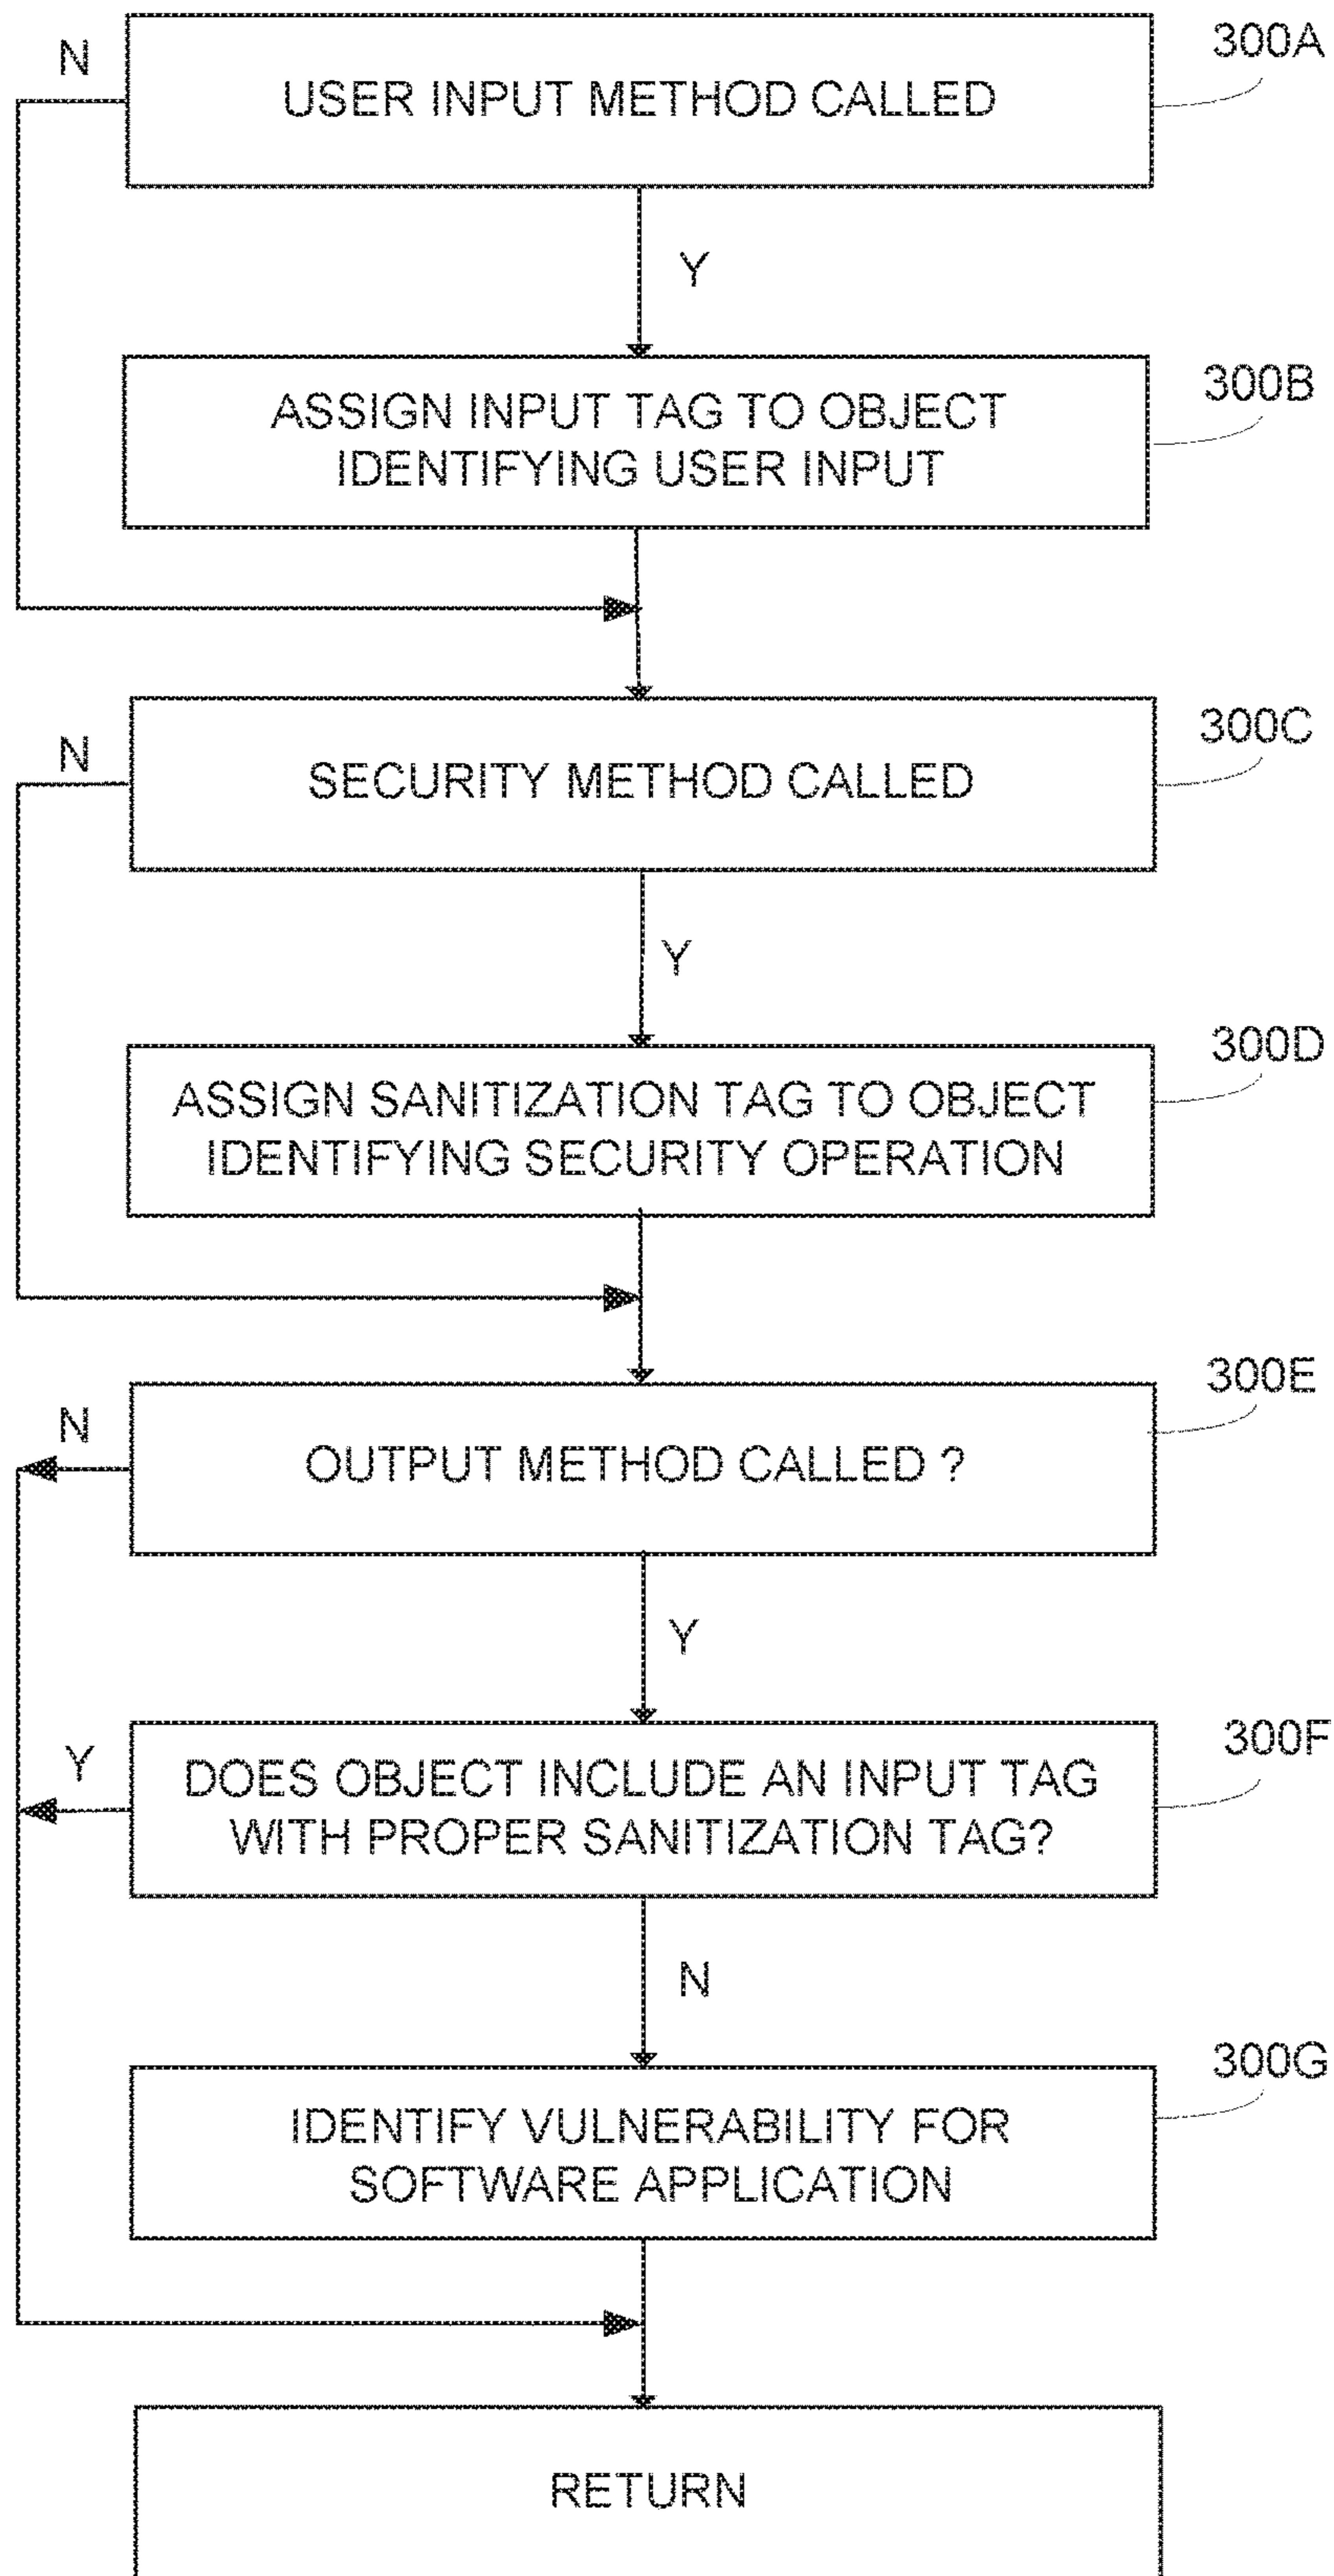 300A
N
USER INPUT METHOD CALLED
Y
300B
ASSIGN INPUT TAG TO OBJECT
IDENTIFYING USER INPUT
300C
N
SECURITY METHOD CALLED
Y
300D
ASSIGN SANITIZATION TAG TO OBJECT
IDENTIFYING SECURITY OPERATION
300E
N
OUTPUT METHOD CALLED ?
Y
300F
Y
DOES OBJECT INCLUDE AN INPUT TAG
WITH PROPER SANITIZATION TAG?
N
300G
IDENTIFY VULNERABILITY FOR
SOFTWARE APPLICATION
RETURN